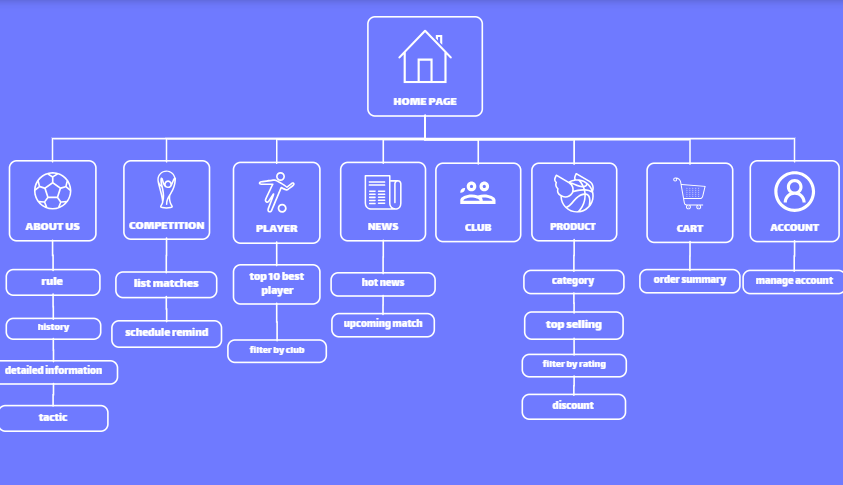 HOME PAGE
ABOUT US
COMPETITION
PLAYER
NEWS
CLUB
PRODUCT
CART
ACCOUNT
rule
history
detailed information
tactic
list matches
schedule remind
top 10 best
player
filter by club
hot news
upcoming match
category
top selling
filter by rating
discount
order summary
manage account